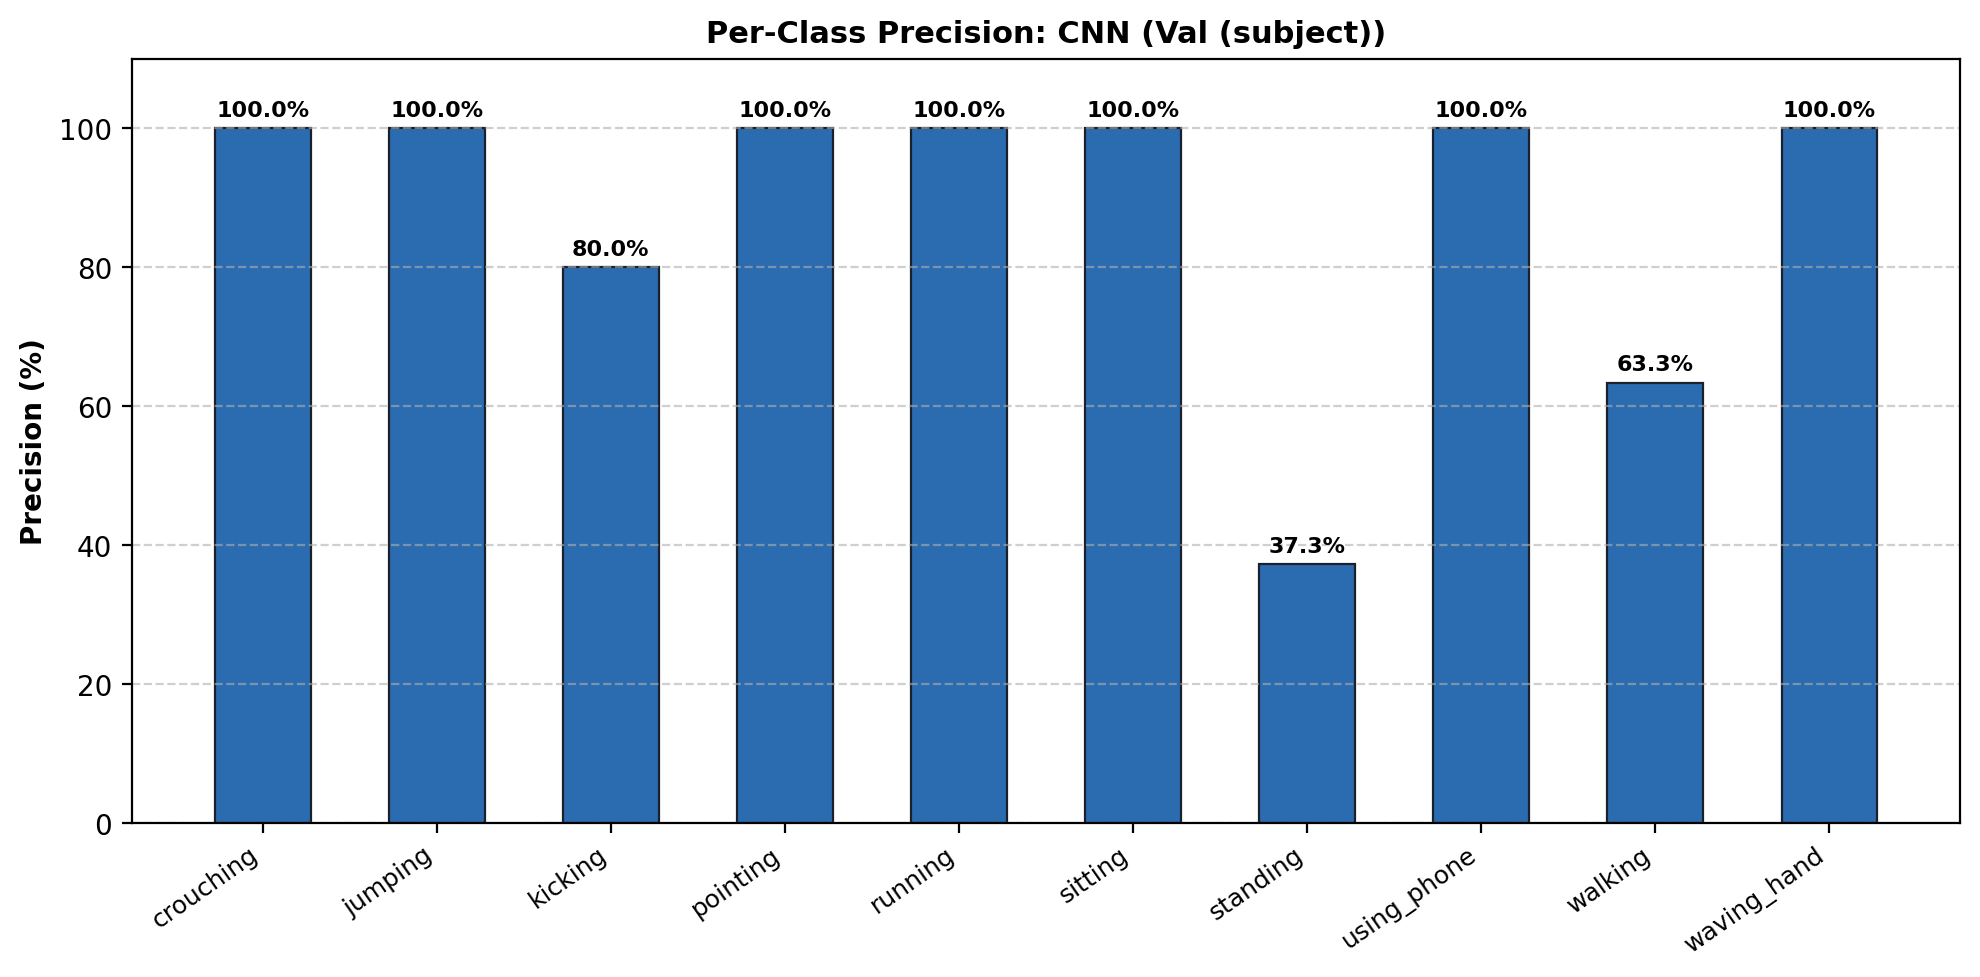 Per-Class Precision: CNN (Val (subject))
Precision (%)
100
80
60
40
20
0
100.0%
100.0%
80.0%
100.0%
100.0%
100.0%
37.3%
100.0%
63.3%
100.0%
crouching
jumping
kicking
pointing
running
sitting
standing
using_phone
walking
waving_hand